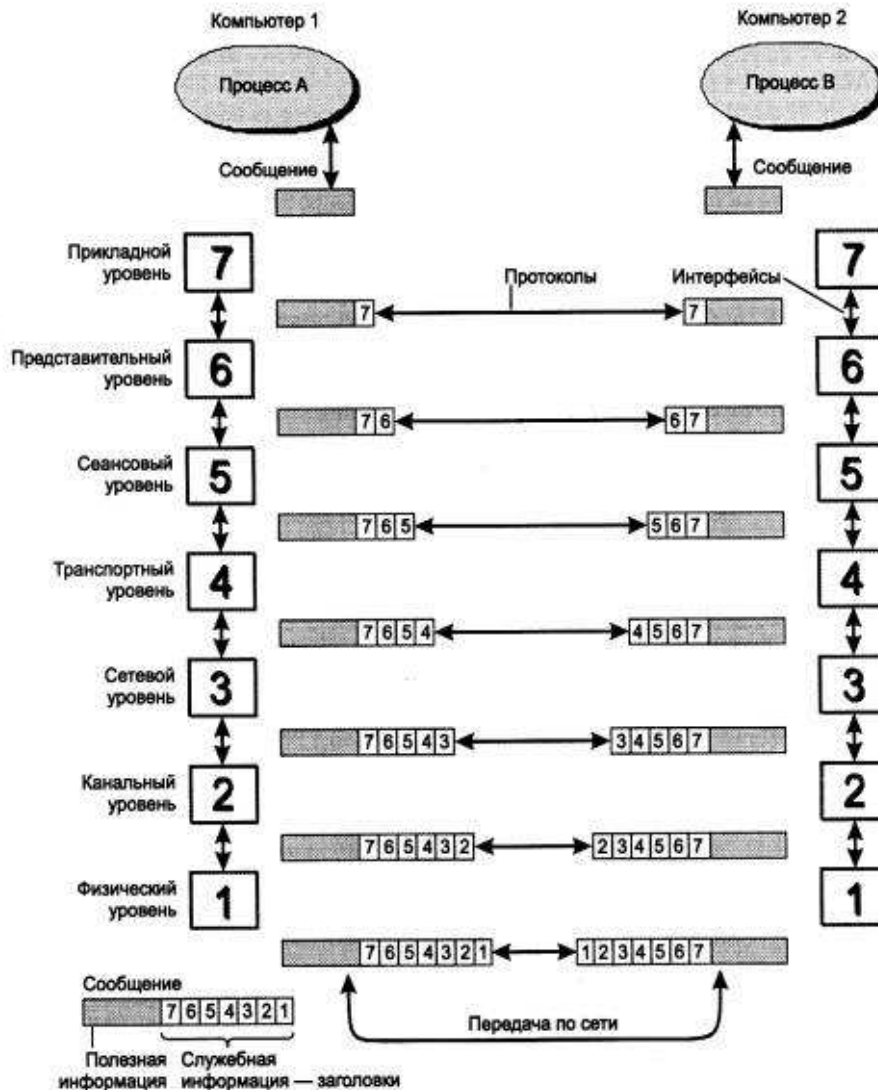 Компьютер 1
Компьютер 2
Процесс A
Процесс B
Сообщение
Сообщение
Прикладной
уровень
7
Протоколы
Интерфейсы
7
7
7
Представительный
уровень
6
6
7 6
6 7
Сеансовый
уровень
5
5
7 6 5
5 6 7
Транспортный
уровень
4
4
7 6 5 4
4 5 6 7
Сетевой
уровень
3
3
7 6 5 4 3
3 4 5 6 7
Канальный
уровень
2
2
7 6 5 4 3 2
2 3 4 5 6 7
Физический
уровень
1
1
7 6 5 4 3 2 1
1 2 3 4 5 6 7
Сообщение
7 6 5 4 3 2 1
Передача по сети
Полезная
информация
Служебная
информация — заголовки